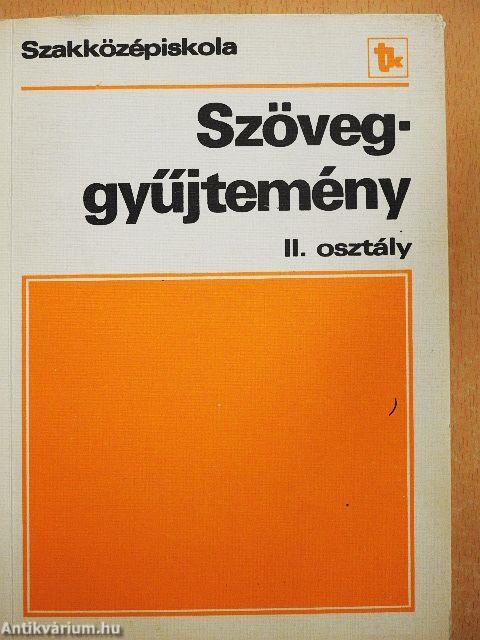 Szakközépiskola
tk
Szöveg-
gyűjtemény
II. osztály
Antikvárium.hu